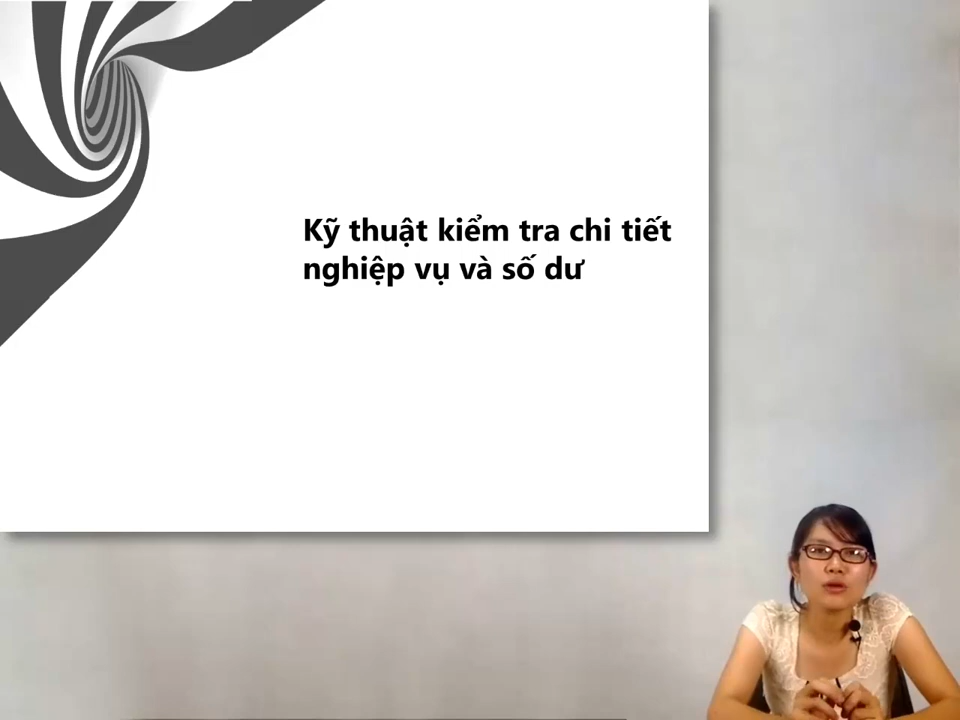 Kỹ thuật kiểm tra chi tiết
nghiệp vụ và số dư